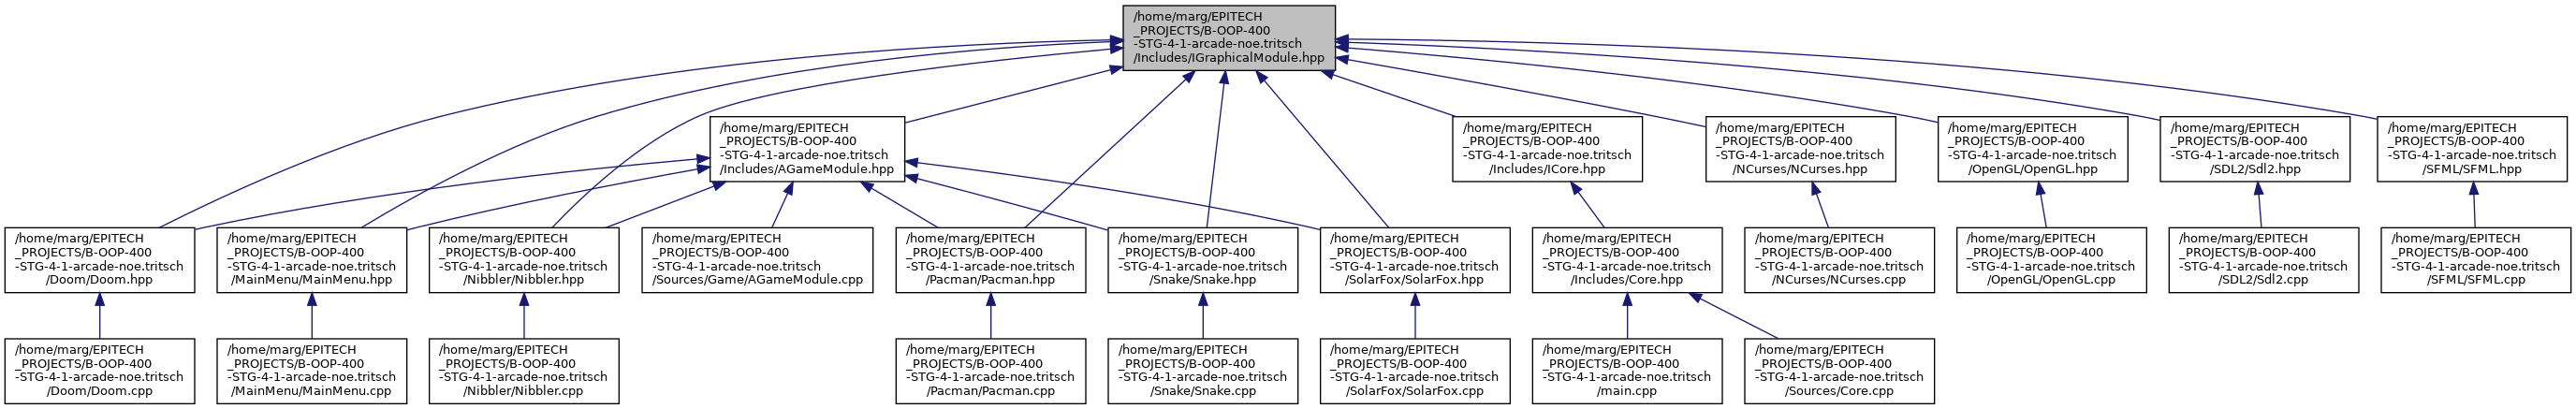 /home/marg/EPITECH
_PROJECTS/B-OOP-400
-STG-4-1-arcade-noe.tritsch
/Includes/IGraphicalModule.hpp
/home/marg/EPITECH
_PROJECTS/B-OOP-400
-STG-4-1-arcade-noe.tritsch
/Includes/AGameModule.hpp
/home/marg/EPITECH
_PROJECTS/B-OOP-400
-STG-4-1-arcade-noe.tritsch
/Includes/ICore.hpp
/home/marg/EPITECH
_PROJECTS/B-OOP-400
-STG-4-1-arcade-noe.tritsch
/NCurses/NCurses.hpp
/home/marg/EPITECH
_PROJECTS/B-OOP-400
-STG-4-1-arcade-noe.tritsch
/OpenGL/OpenGL.hpp
/home/marg/EPITECH
_PROJECTS/B-OOP-400
-STG-4-1-arcade-noe.tritsch
/SDL2/Sdl2.hpp
/home/marg/EPITECH
_PROJECTS/B-OOP-400
-STG-4-1-arcade-noe.tritsch
/SFML/SFML.hpp
/home/marg/EPITECH
_PROJECTS/B-OOP-400
-STG-4-1-arcade-noe.tritsch
/Doom/Doom.hpp
/home/marg/EPITECH
_PROJECTS/B-OOP-400
-STG-4-1-arcade-noe.tritsch
/MainMenu/MainMenu.hpp
/home/marg/EPITECH
_PROJECTS/B-OOP-400
-STG-4-1-arcade-noe.tritsch
/Nibbler/Nibbler.hpp
/home/marg/EPITECH
_PROJECTS/B-OOP-400
-STG-4-1-arcade-noe.tritsch
/Sources/Game/AGameModule.cpp
/home/marg/EPITECH
_PROJECTS/B-OOP-400
-STG-4-1-arcade-noe.tritsch
/Pacman/Pacman.hpp
/home/marg/EPITECH
_PROJECTS/B-OOP-400
-STG-4-1-arcade-noe.tritsch
/Snake/Snake.hpp
/home/marg/EPITECH
_PROJECTS/B-OOP-400
-STG-4-1-arcade-noe.tritsch
/SolarFox/SolarFox.hpp
/home/marg/EPITECH
_PROJECTS/B-OOP-400
-STG-4-1-arcade-noe.tritsch
/Includes/Core.hpp
/home/marg/EPITECH
_PROJECTS/B-OOP-400
-STG-4-1-arcade-noe.tritsch
/NCurses/NCurses.cpp
/home/marg/EPITECH
_PROJECTS/B-OOP-400
-STG-4-1-arcade-noe.tritsch
/OpenGL/OpenGL.cpp
/home/marg/EPITECH
_PROJECTS/B-OOP-400
-STG-4-1-arcade-noe.tritsch
/SDL2/Sdl2.cpp
/home/marg/EPITECH
_PROJECTS/B-OOP-400
-STG-4-1-arcade-noe.tritsch
/SFML/SFML.cpp
/home/marg/EPITECH
_PROJECTS/B-OOP-400
-STG-4-1-arcade-noe.tritsch
/Doom/Doom.cpp
/home/marg/EPITECH
_PROJECTS/B-OOP-400
-STG-4-1-arcade-noe.tritsch
/MainMenu/MainMenu.cpp
/home/marg/EPITECH
_PROJECTS/B-OOP-400
-STG-4-1-arcade-noe.tritsch
/Nibbler/Nibbler.cpp
/home/marg/EPITECH
_PROJECTS/B-OOP-400
-STG-4-1-arcade-noe.tritsch
/Pacman/Pacman.cpp
/home/marg/EPITECH
_PROJECTS/B-OOP-400
-STG-4-1-arcade-noe.tritsch
/Snake/Snake.cpp
/home/marg/EPITECH
_PROJECTS/B-OOP-400
-STG-4-1-arcade-noe.tritsch
/SolarFox/SolarFox.cpp
/home/marg/EPITECH
_PROJECTS/B-OOP-400
-STG-4-1-arcade-noe.tritsch
/main.cpp
/home/marg/EPITECH
_PROJECTS/B-OOP-400
-STG-4-1-arcade-noe.tritsch
/Sources/Core.cpp